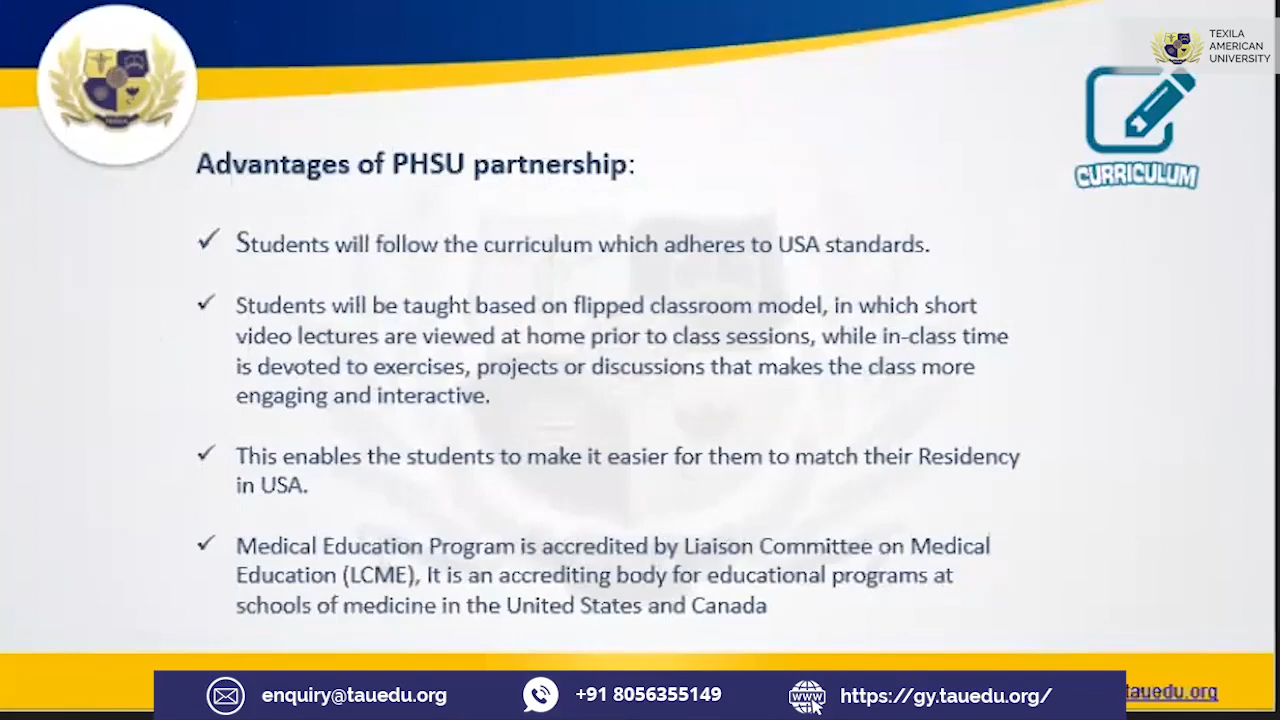 TEXILA
AMERICAN
UNIVERSITY
CURRICULUM
Advantages of PHSU partnership:
✓ Students will follow the curriculum which adheres to USA standards.
✓ Students will be taught based on flipped classroom model, in which short
video lectures are viewed at home prior to class sessions, while in-class time
is devoted to exercises, projects or discussions that makes the class more
engaging and interactive.
✓ This enables the students to make it easier for them to match their Residency
in USA.
✓ Medical Education Program is accredited by Liaison Committee on Medical
Education (LCME), It is an accrediting body for educational programs at
schools of medicine in the United States and Canada
enquiry@tauedu.org +91 8056355149 https://gy.tauedu.org/ tauedu.org